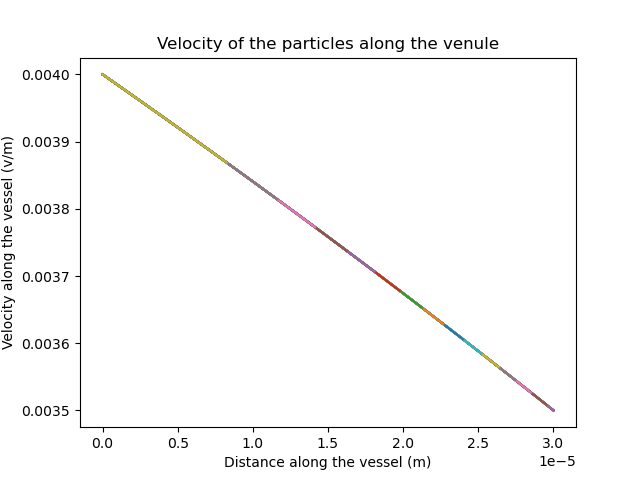 Velocity of the particles along the venule
0.0040
0.0039
0.0038
0.0037
0.0036
0.0035
Velocity along the vessel (v/m)
0.0 0.5 1.0 1.5 2.0 2.5 3.0
1e−5
Distance along the vessel (m)